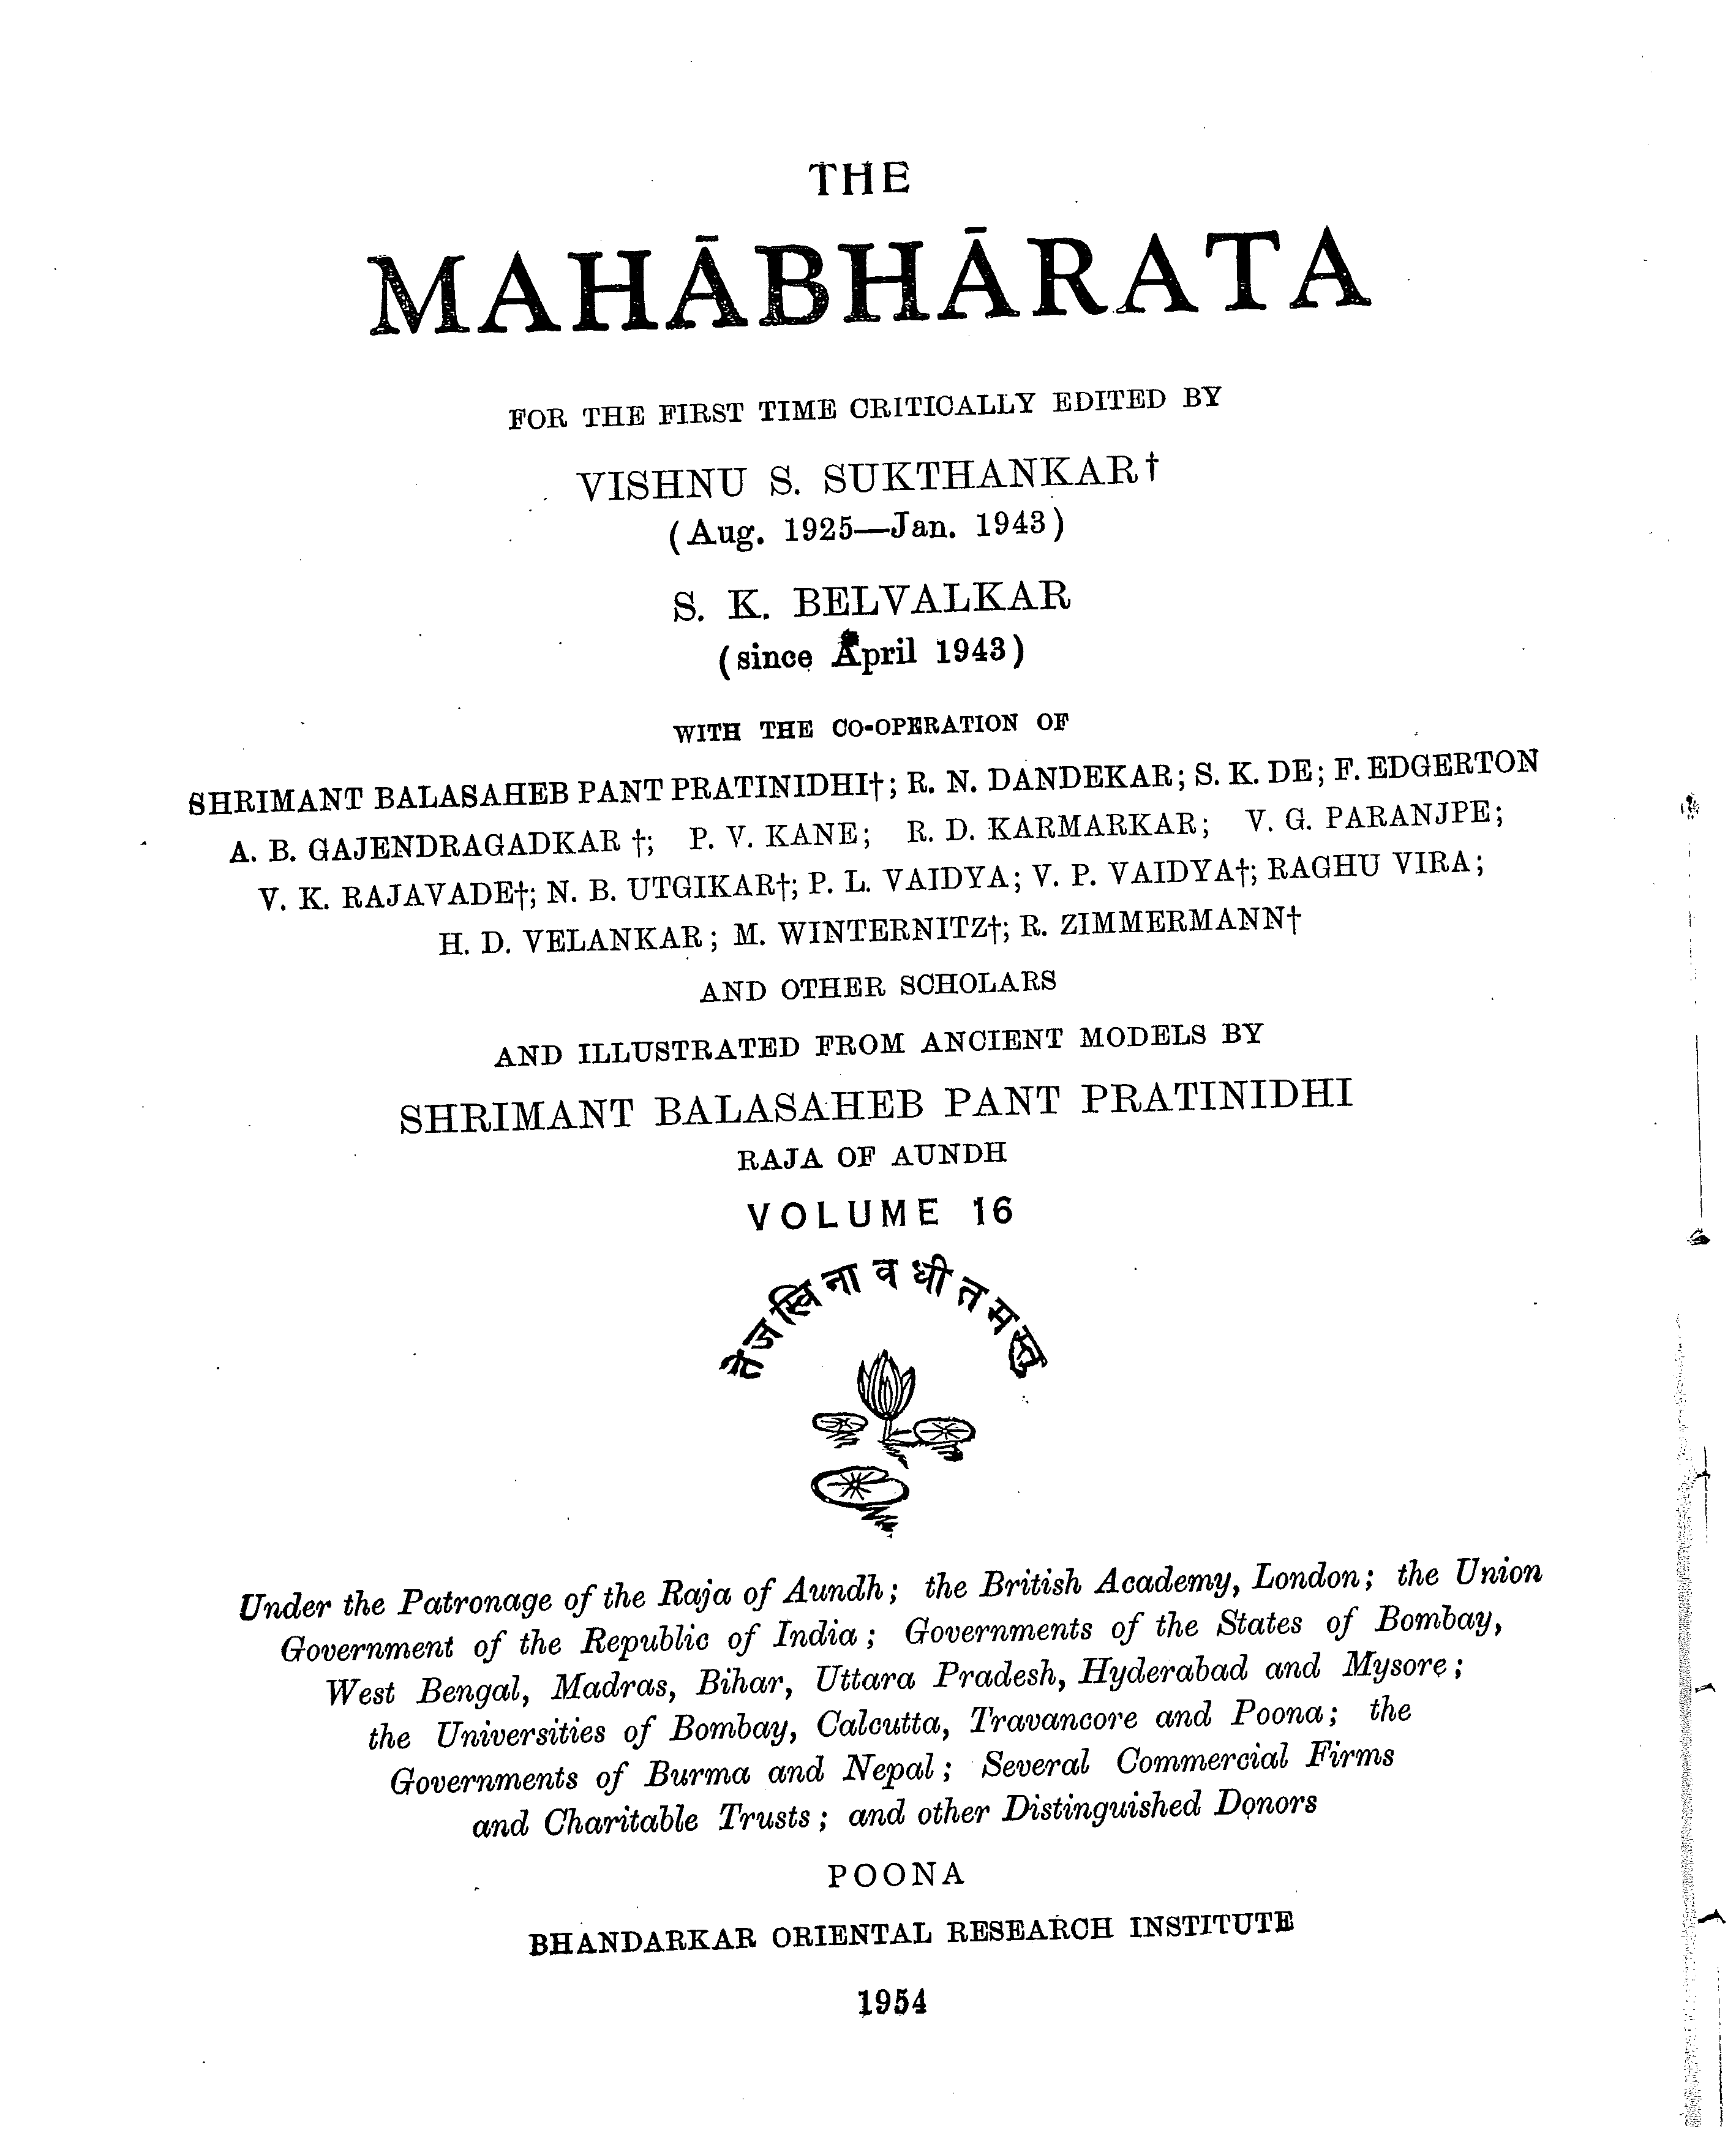 THE
MAHĀBHĀRATA
FOR THE FIRST TIME CRITICALLY EDITED BY
VISHNU S. SUKTHANKAR†
(Aug. 1925—Jan. 1943)
S. K. BELVALKAR
(since April 1943)
WITH THE CO-OPERATION OF
SHRIMANT BALASAHEB PANT PRATINIDHI†; R. N. DANDEKAR; S. K. DE; F. EDGERTON
A. B. GAJENDRAGADKAR †; P. V. KANE; R. D. KARMARKAR; V. G. PARANJPE;
V. K. RAJAVADE†; N. B. UTGIKAR†; P. L. VAIDYA; V. P. VAIDYA†; RAGHU VIRA;
H. D. VELANKAR; M. WINTERNITZ†; R. ZIMMERMANN†
AND OTHER SCHOLARS
AND ILLUSTRATED FROM ANCIENT MODELS BY
SHRIMANT BALASAHEB PANT PRATINIDHI
RAJA OF AUNDH
VOLUME 16
तेजस्विनावधीतमस्तु
Under the Patronage of the Raja of Aundh; the British Academy, London; the Union
Government of the Republic of India; Governments of the States of Bombay,
West Bengal, Madras, Bihar, Uttara Pradesh, Hyderabad and Mysore;
the Universities of Bombay, Calcutta, Travancore and Poona; the
Governments of Burma and Nepal; Several Commercial Firms
and Charitable Trusts; and other Distinguished Donors
POONA
BHANDARKAR ORIENTAL RESEARCH INSTITUTE
1954